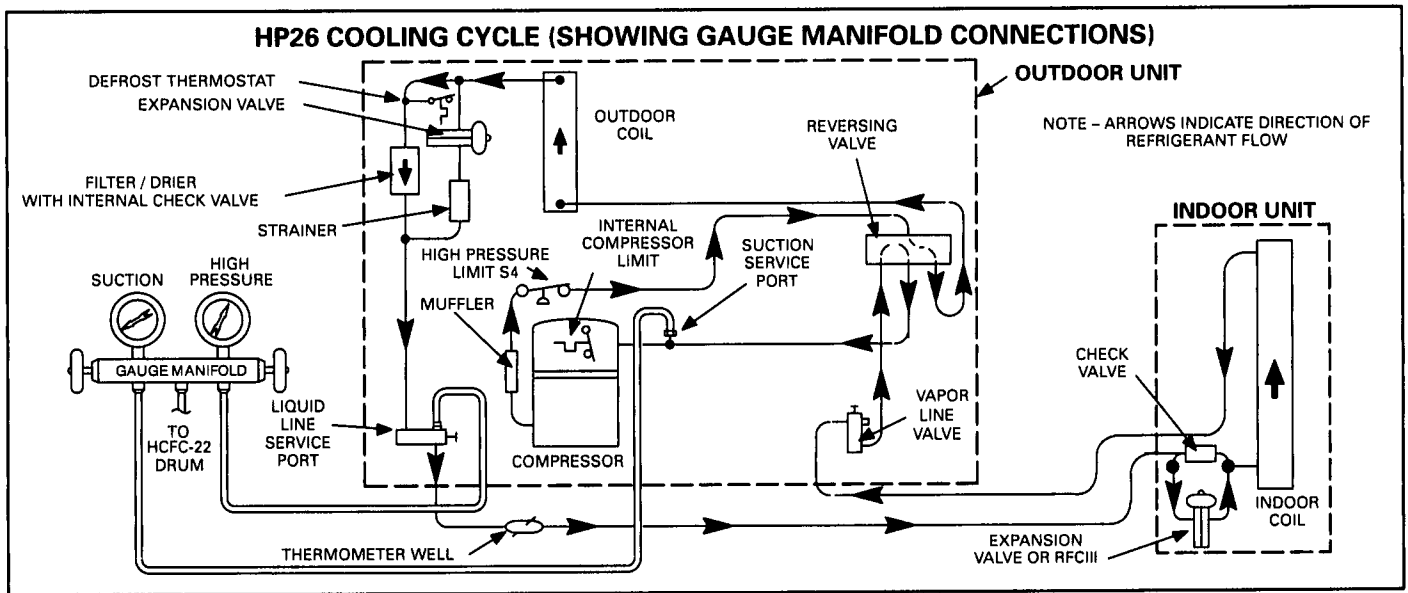 HP26 COOLING CYCLE (SHOWING GAUGE MANIFOLD CONNECTIONS)
DEFROST THERMOSTAT
EXPANSION VALVE
OUTDOOR UNIT
OUTDOOR
COIL
REVERSING
VALVE
NOTE – ARROWS INDICATE DIRECTION OF
REFRIGERANT FLOW
FILTER / DRIER
WITH INTERNAL CHECK VALVE
STRAINER
INDOOR UNIT
INTERNAL
COMPRESSOR
LIMIT
SUCTION
SERVICE
PORT
HIGH PRESSURE
LIMIT S4
SUCTION
HIGH
PRESSURE
MUFFLER
GAUGE MANIFOLD
CHECK
VALVE
LIQUID
LINE
SERVICE
PORT
VAPOR
LINE
VALVE
TO
HCFC-22
DRUM
COMPRESSOR
INDOOR
COIL
THERMOMETER WELL
EXPANSION
VALVE OR RFCIII